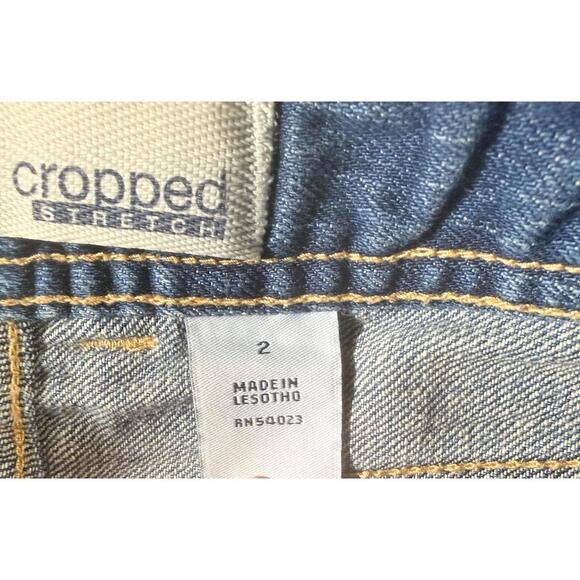 cropped
STRETCH
2
MADE IN
LESOTHO
RN54023